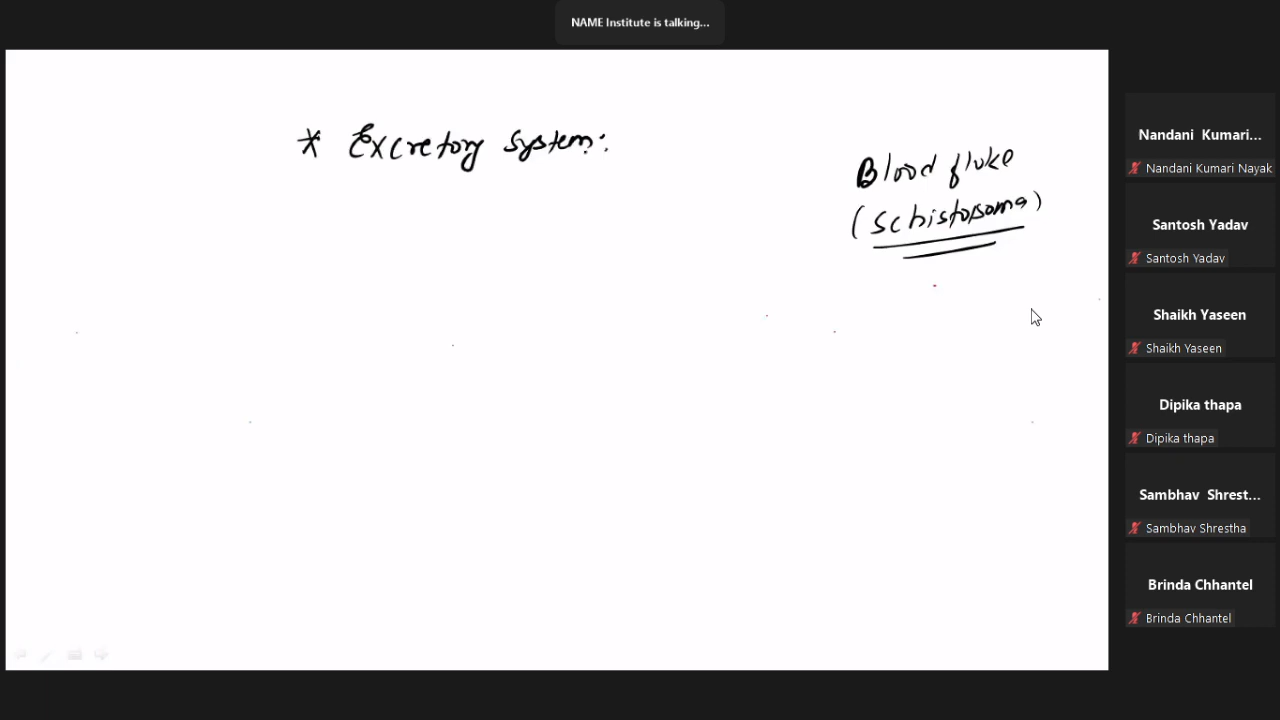 NAME Institute is talking...
* Excretory System:
Blood fluke
(Schistosoma)
Nandani Kumari...
Nandani Kumari Nayak
Santosh Yadav
Santosh Yadav
Shaikh Yaseen
Shaikh Yaseen
Dipika thapa
Dipika thapa
Sambhav Shrest...
Sambhav Shrestha
Brinda Chhantel
Brinda Chhantel